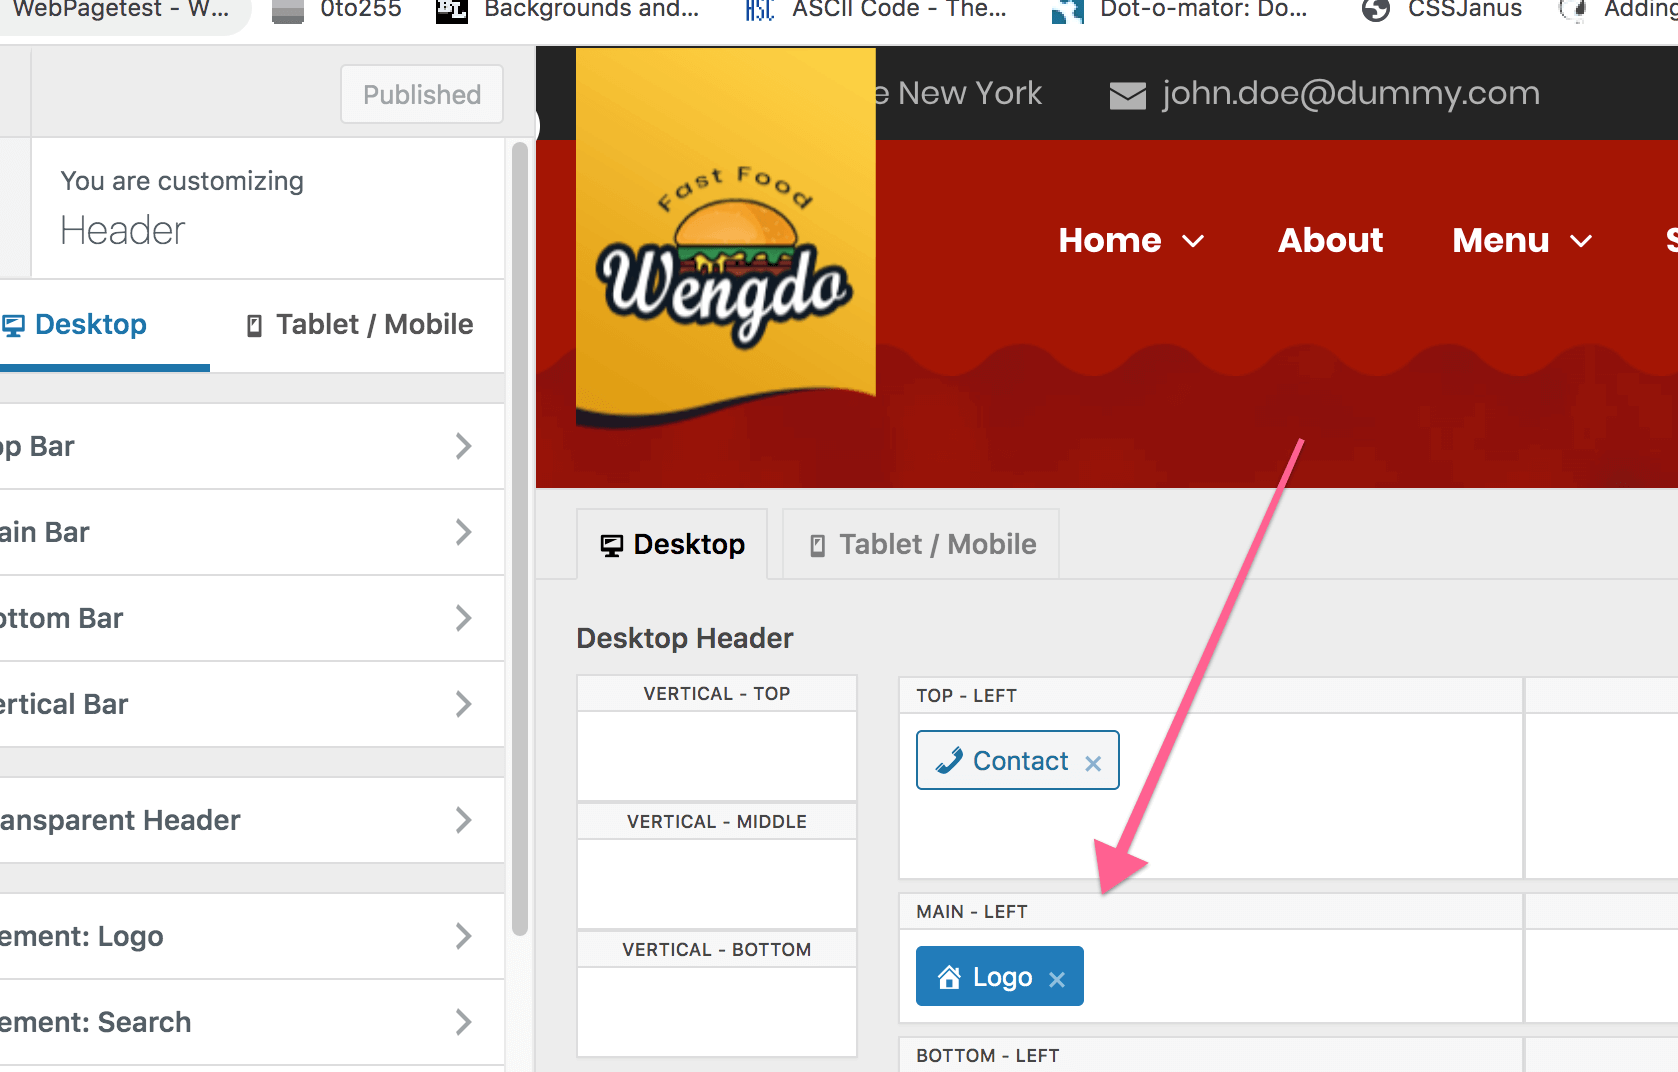 WebPagetest - W...
0to255
Backgrounds and...
ASCII Code - The...
Dot-o-mator: Do...
CSSJanus
Adding
Published
You are customizing
Header
Desktop
Tablet / Mobile
op Bar
ain Bar
ottom Bar
ertical Bar
ansparent Header
ement: Logo
ement: Search
e New York
john.doe@dummy.com
Fast Food
Wengdo
Home
About
Menu
S
Desktop
Tablet / Mobile
Desktop Header
VERTICAL - TOP
VERTICAL - MIDDLE
VERTICAL - BOTTOM
TOP - LEFT
Contact ×
MAIN - LEFT
Logo ×
BOTTOM - LEFT